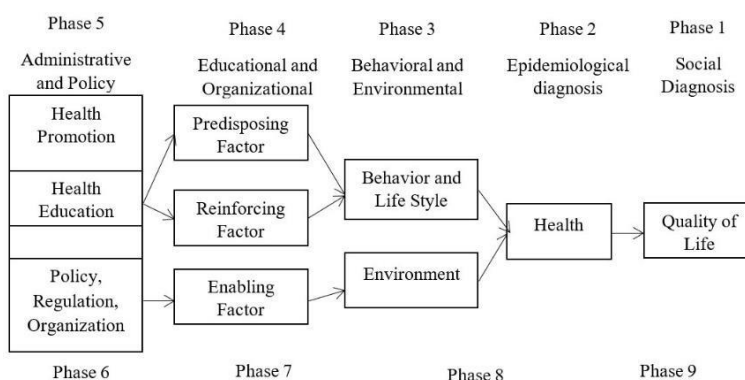 Phase 5
Phase 4
Phase 3
Phase 2
Phase 1
Administrative
and Policy
Educational and
Organizational
Behavioral and
Environmental
Epidemiological
diagnosis
Social
Diagnosis
Health
Promotion
Health
Education
Policy,
Regulation,
Organization
Predisposing
Factor
Reinforcing
Factor
Enabling
Factor
Behavior and
Life Style
Environment
Health
Quality of
Life
Phase 6
Phase 7
Phase 8
Phase 9